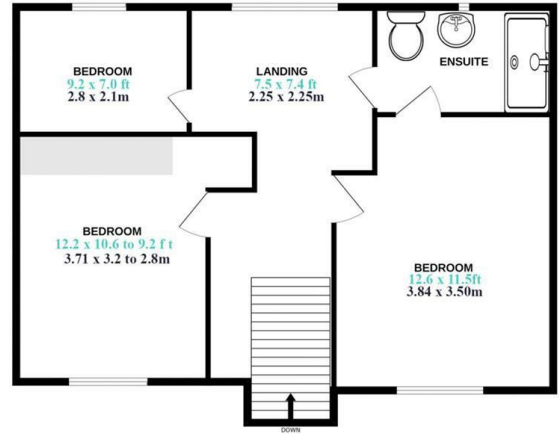 BEDROOM
9.2 x 7.0 ft
2.8 x 2.1m
LANDING
7.5 x 7.4 ft
2.25 x 2.25m
ENSUITE
BEDROOM
12.2 x 10.6 to 9.2 f t
3.71 x 3.2 to 2.8m
BEDROOM
12.6 x 11.5ft
3.84 x 3.50m
DOWN